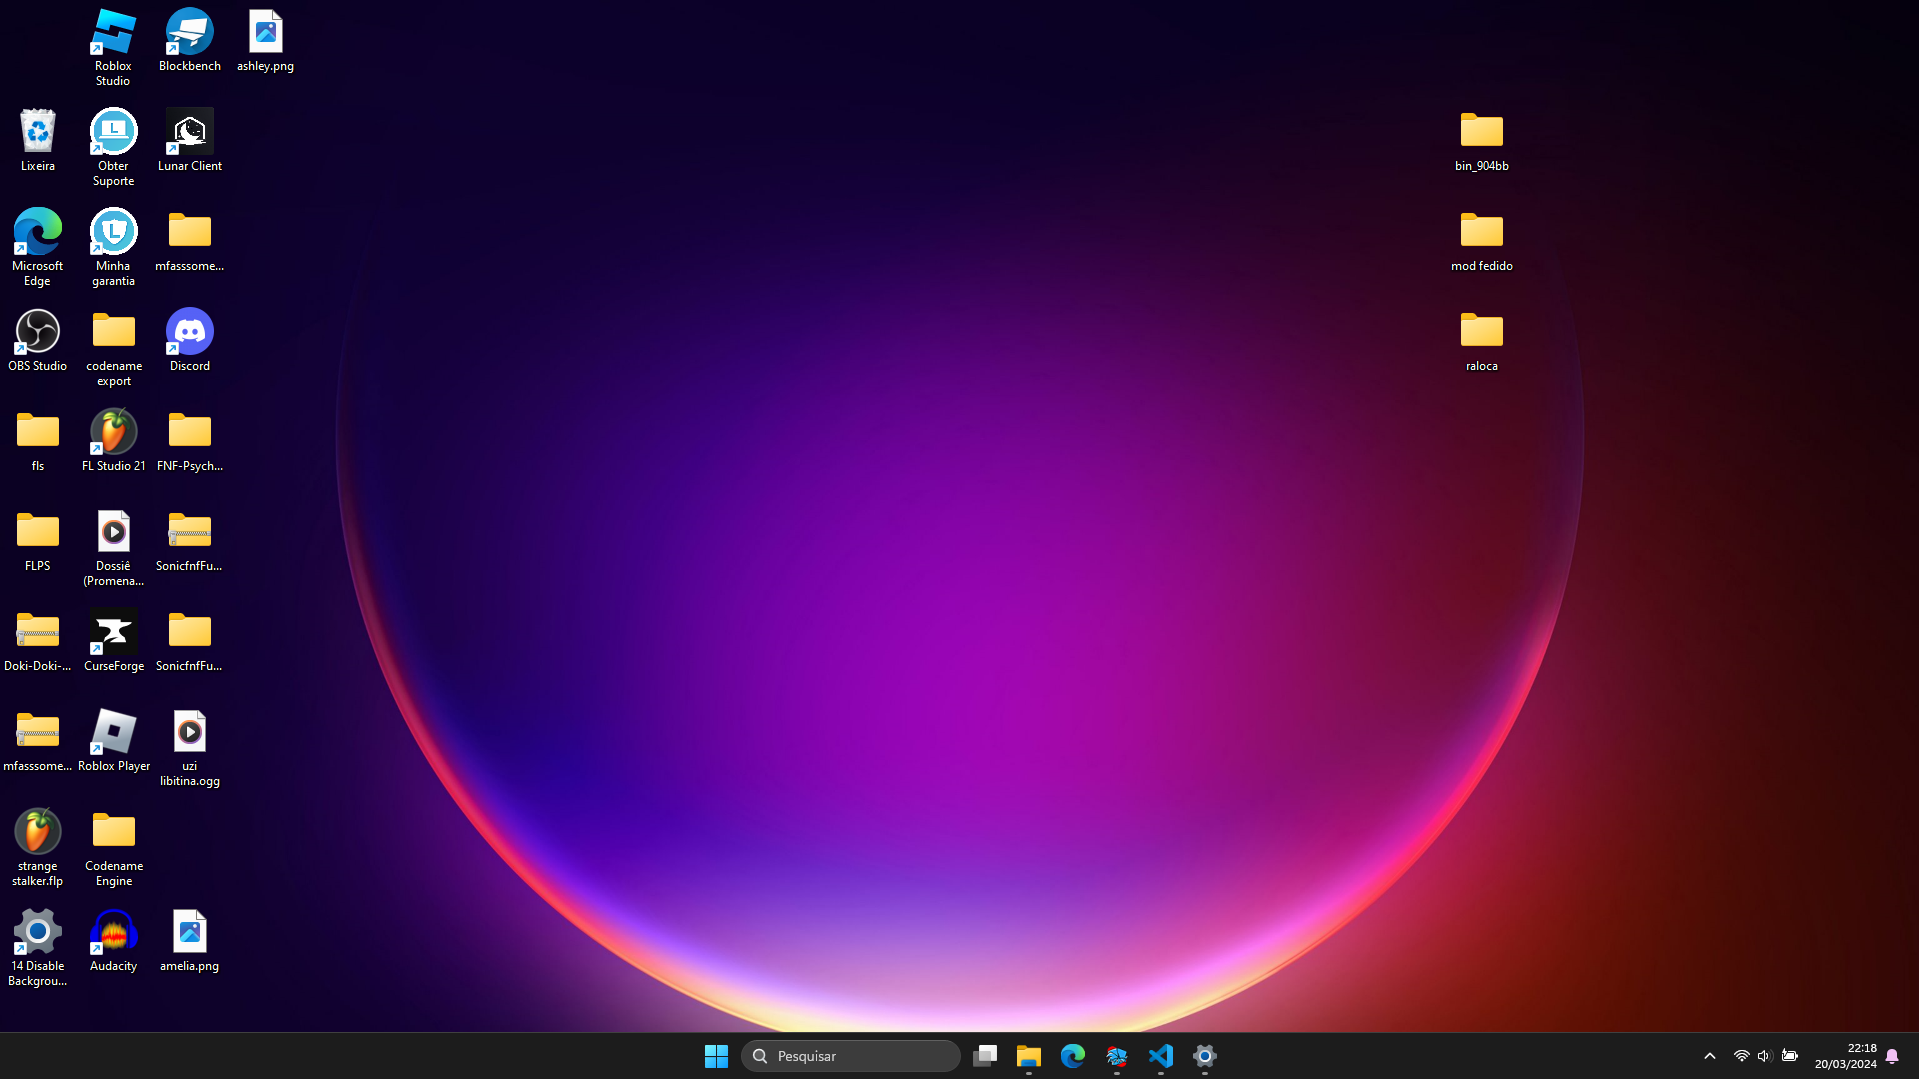 Roblox
Studio
Blockbench
ashley.png
Lixeira
Obter
Suporte
Lunar Client
bin_904bb
Microsoft
Edge
Minha
garantia
mfasssome...
mod fedido
OBS Studio
codename
export
Discord
raloca
fls
FL Studio 21
FNF-Psych...
FLPS
Dossiê
(Promena...
SonicfnfFu...
Doki-Doki-...
CurseForge
SonicfnfFu...
mfasssome...
Roblox Player
uzi
libitina.ogg
strange
stalker.flp
Codename
Engine
14 Disable
Backgrou...
Audacity
amelia.png
Pesquisar
22:18
20/03/2024